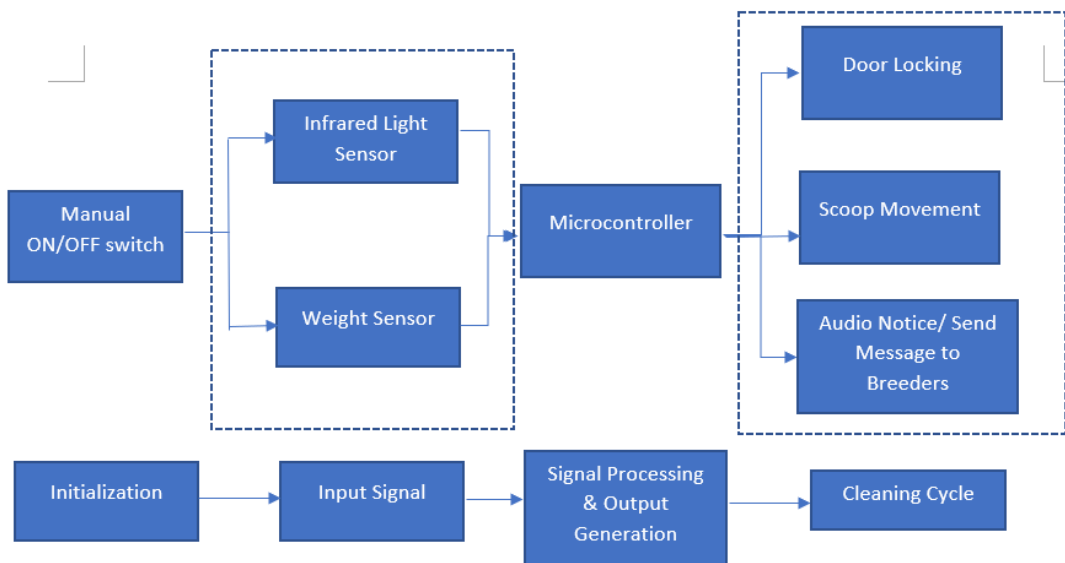 Manual
ON/OFF switch
Infrared Light
Sensor
Weight Sensor
Microcontroller
Door Locking
Scoop Movement
Audio Notice/ Send
Message to
Breeders
Initialization
Input Signal
Signal Processing
& Output
Generation
Cleaning Cycle